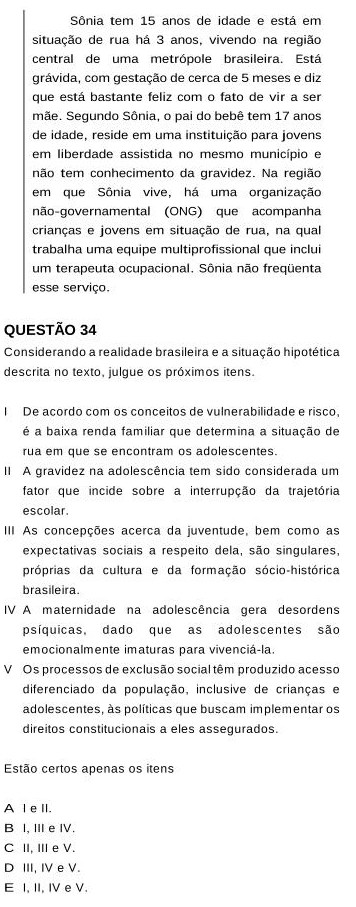 Sônia tem 15 anos de idade e está em
situação de rua há 3 anos, vivendo na região
central de uma metrópole brasileira. Está
grávida, com gestação de cerca de 5 meses e diz
que está bastante feliz com o fato de vir a ser
mãe. Segundo Sônia, o pai do bebê tem 17 anos
de idade, reside em uma instituição para jovens
em liberdade assistida no mesmo município e
não tem conhecimento da gravidez. Na região
em que Sônia vive, há uma organização
não-governamental (ONG) que acompanha
crianças e jovens em situação de rua, na qual
trabalha uma equipe multiprofissional que inclui
um terapeuta ocupacional. Sônia não freqüenta
esse serviço.
QUESTÃO 34
Considerando a realidade brasileira e a situação hipotética
descrita no texto, julgue os próximos itens.
I De acordo com os conceitos de vulnerabilidade e risco,
é a baixa renda familiar que determina a situação de
rua em que se encontram os adolescentes.
II A gravidez na adolescência tem sido considerada um
fator que incide sobre a interrupção da trajetória
escolar.
III As concepções acerca da juventude, bem como as
expectativas sociais a respeito dela, são singulares,
próprias da cultura e da formação sócio-histórica
brasileira.
IV A maternidade na adolescência gera desordens
psíquicas, dado que as adolescentes são
emocionalmente imaturas para vivenciá-la.
V Os processos de exclusão social têm produzido acesso
diferenciado da população, inclusive de crianças e
adolescentes, às políticas que buscam implementar os
direitos constitucionais a eles assegurados.
Estão certos apenas os itens
A I e II.
B I, III e IV.
C II, III e V.
D III, IV e V.
E I, II, IV e V.